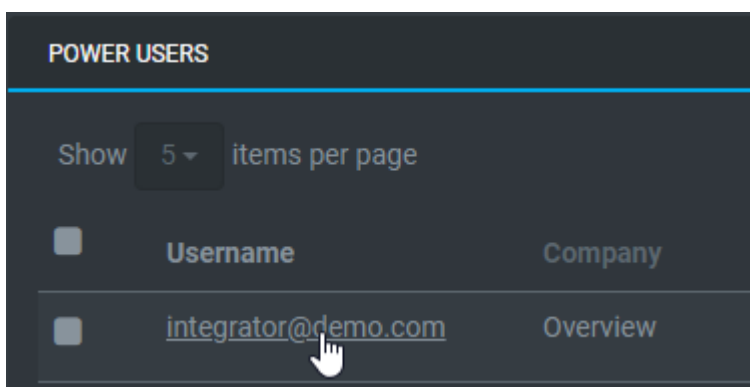 POWER USERS
Show 5 items per page
Username Company
integrator@demo.com Overview